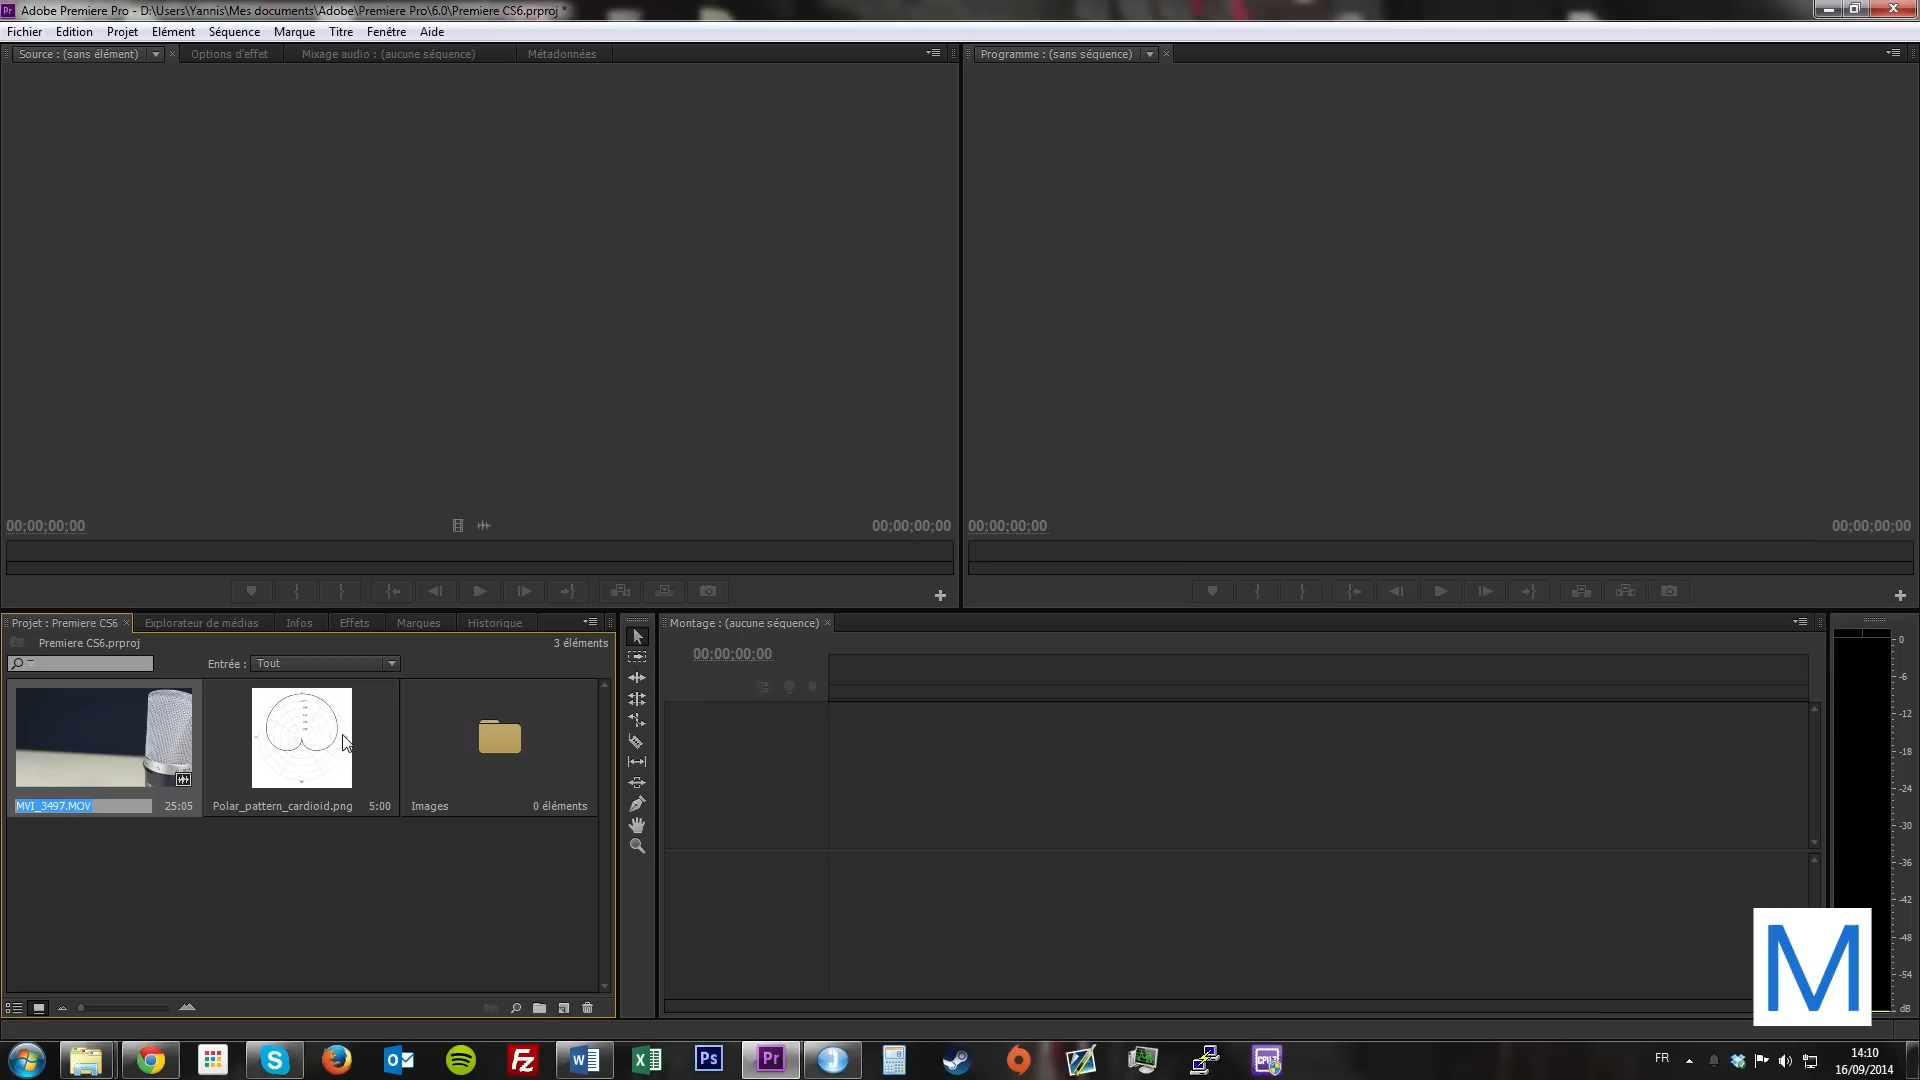 Pr Adobe Premiere Pro - D:\Users\Yannis\Mes documents\Adobe\Premiere Pro\6.0\Premiere CS6.prproj *
Fichier Edition Projet Elément Séquence Marque Titre Fenêtre Aide
Source : (sans élément) Options d'effet Mixage audio : (aucune séquence) Métadonnées
Programme : (sans séquence)
00;00;00;00 00;00;00;00
00;00;00;00 00;00;00;00
Projet : Premiere CS6 Explorateur de médias Infos Effets Marques Historique
Premiere CS6.prproj 3 éléments
Entrée : Tout
MVI_3497.MOV 25:05
Polar_pattern_cardioid.png 5:00
Images 0 éléments
Montage : (aucune séquence)
00;00;00;00
0
-6
-12
-18
-24
-30
-36
-42
-48
-54
dB
M
Ps Pr
FR
14:10
16/09/2014